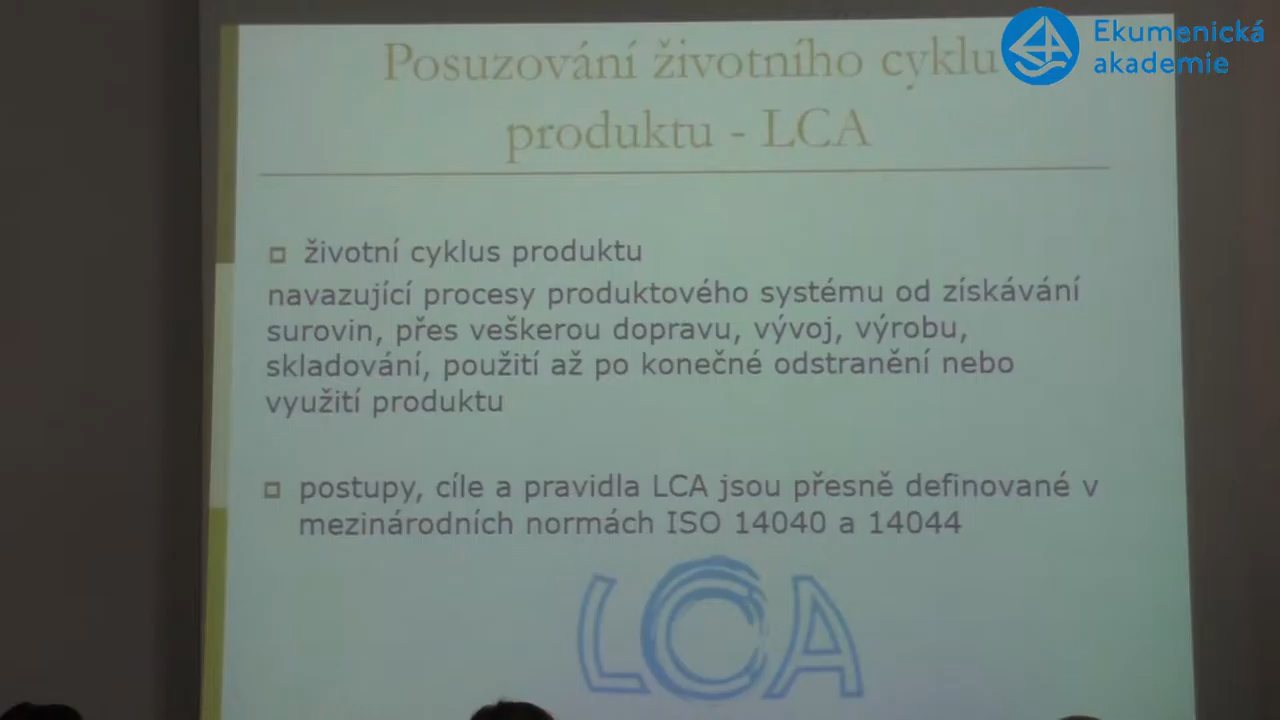 Posuzování životního cyklu
produktu - LCA
Ekumenická
akademie
životní cyklus produktu
navazující procesy produktového systému od získávání
surovin, přes veškerou dopravu, vývoj, výrobu,
skladování, použití až po konečné odstranění nebo
využití produktu
postupy, cíle a pravidla LCA jsou přesně definované v
mezinárodních normách ISO 14040 a 14044
LCA